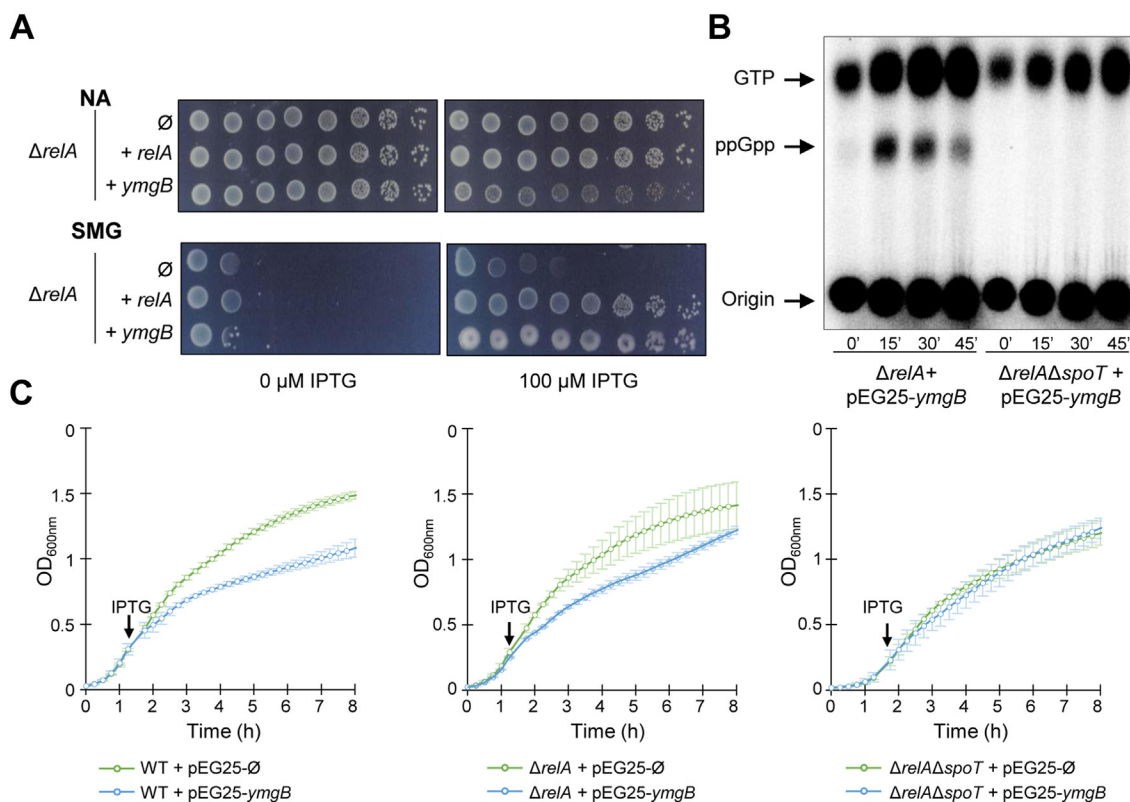 A
NA
ΔrelA
Ø
+ relA
+ ymgB
SMG
ΔrelA
Ø
+ relA
+ ymgB
0 µM IPTG
100 µM IPTG
B
GTP
ppGpp
Origin
0' 15' 30' 45' 0' 15' 30' 45'
ΔrelA+
pEG25-ymgB
ΔrelAΔspoT +
pEG25-ymgB
C
0
1.5
1
0.5
0
OD600nm
IPTG
0 1 2 3 4 5 6 7 8
Time (h)
WT + pEG25-Ø
WT + pEG25-ymgB
0
1.5
1
0.5
0
OD600nm
IPTG
0 1 2 3 4 5 6 7 8
Time (h)
ΔrelA + pEG25-Ø
ΔrelA + pEG25-ymgB
0
1.5
1
0.5
0
OD600nm
IPTG
0 1 2 3 4 5 6 7 8
Time (h)
ΔrelAΔspoT + pEG25-Ø
ΔrelAΔspoT + pEG25-ymgB